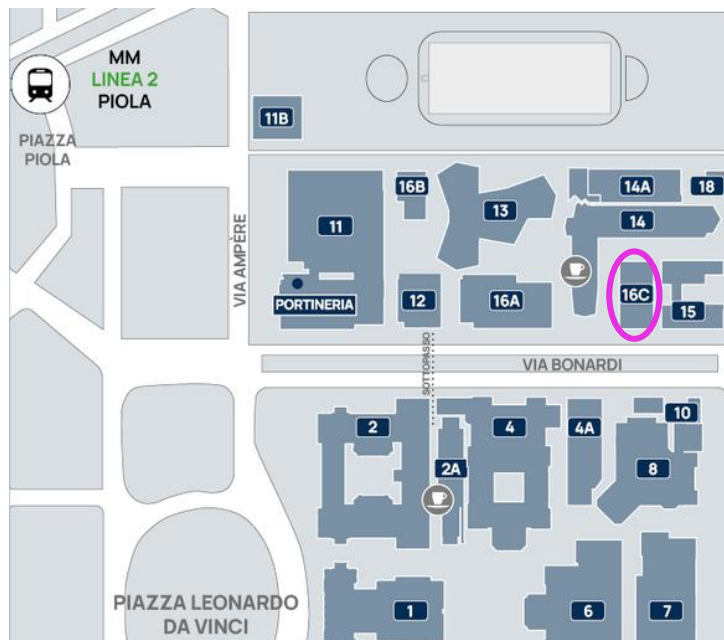 MM
LINEA 2
PIOLA
PIAZZA
PIOLA
11B
16B
14A
18
13
14
11
VIA AMPÈRE
PORTINERIA
12
16A
16C
15
SOTTOPASSO
VIA BONARDI
2
4
4A
10
2A
8
PIAZZA LEONARDO
DA VINCI
1
6
7